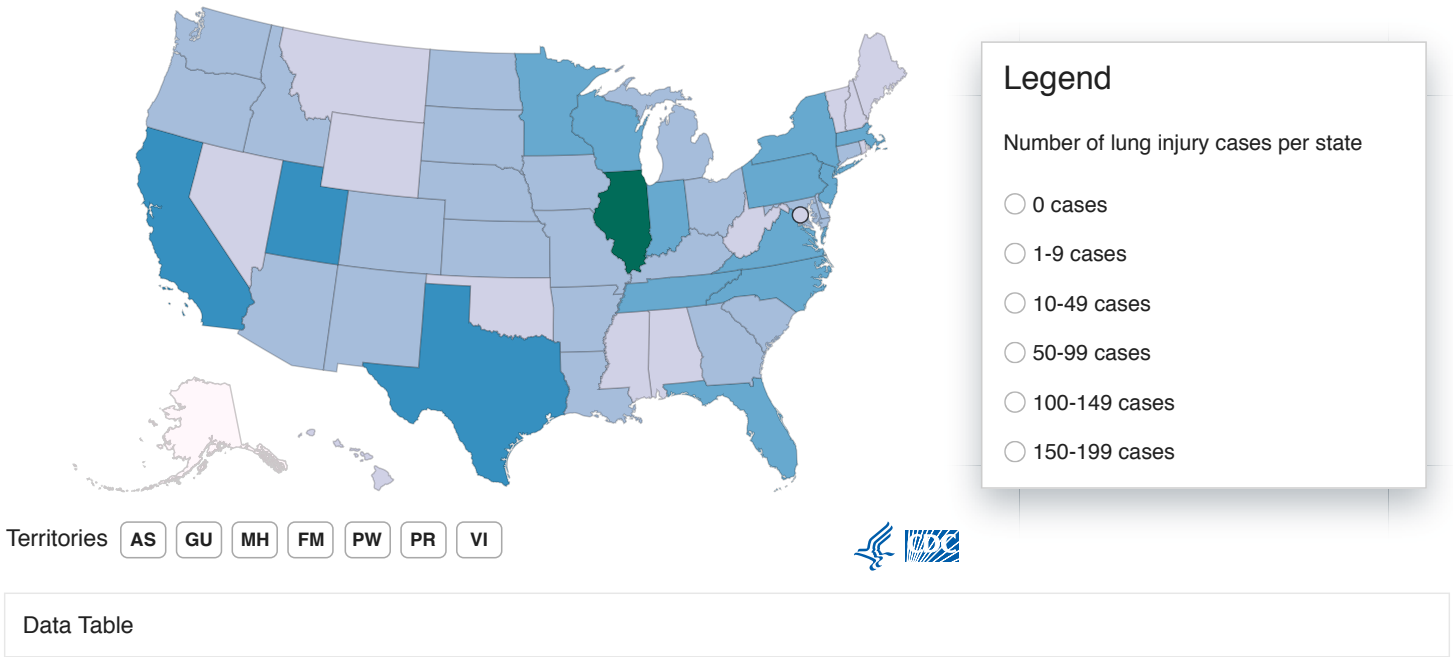 Legend
Number of lung injury cases per state
0 cases
1-9 cases
10-49 cases
50-99 cases
100-149 cases
150-199 cases
Territories AS GU MH FM PW PR VI
CDC
Data Table